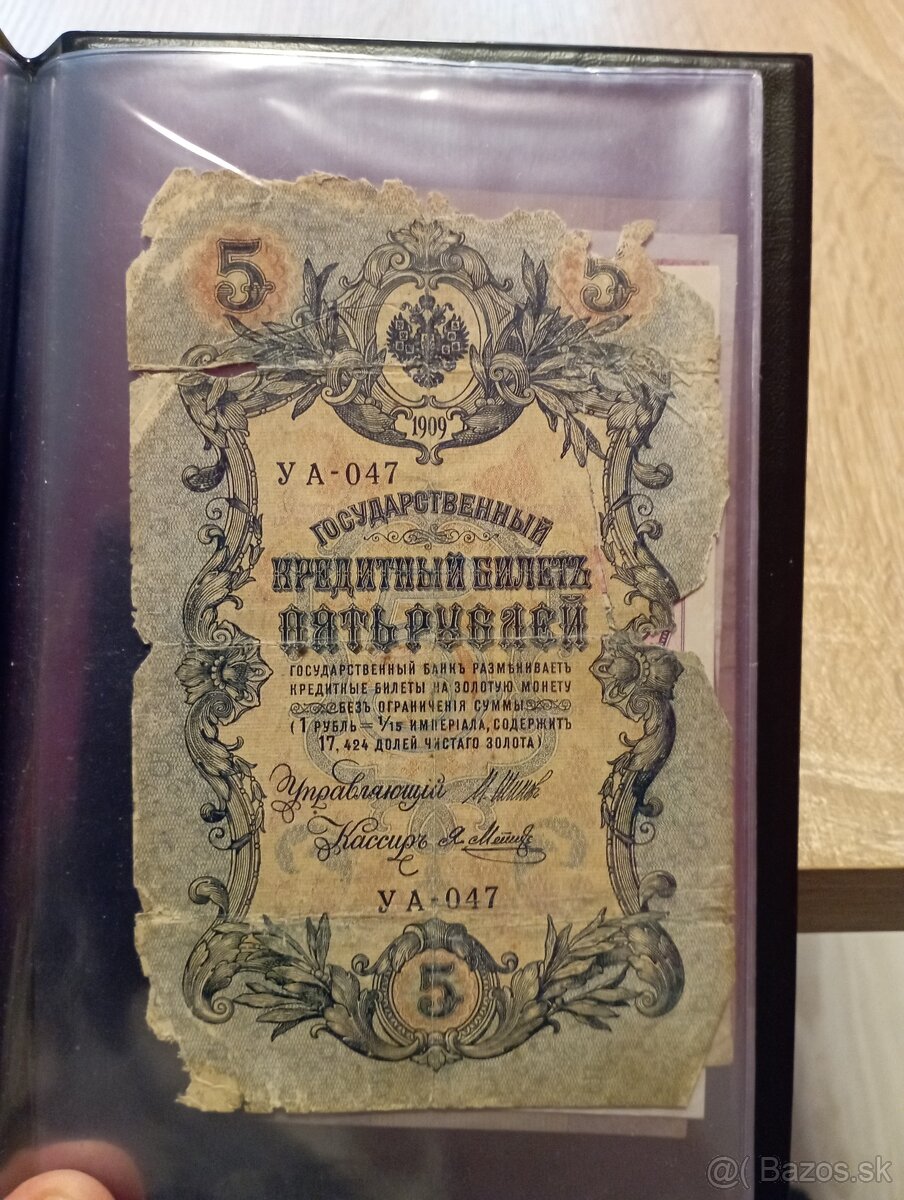 5 5
1909
УА-047
ГОСУДАРСТВЕННЫЙ
КРЕДИТНЫЙ БИЛЕТЪ
ПЯТЬ РУБЛЕЙ
ГОСУДАРСТВЕННЫЙ БАНКЪ РАЗМѢНИВАЕТЪ
КРЕДИТНЫЕ БИЛЕТЫ НА ЗОЛОТУЮ МОНЕТУ
БЕЗЪ ОГРАНИЧЕНІЯ СУММЫ
(1 РУБЛЬ = 1/15 ИМПЕРІАЛА, СОДЕРЖИТЪ
17,424 ДОЛЕЙ ЧИСТАГО ЗОЛОТА)
Управляющій
Кассиръ Я. Метц
УА-047
5
@( Bazos.sk